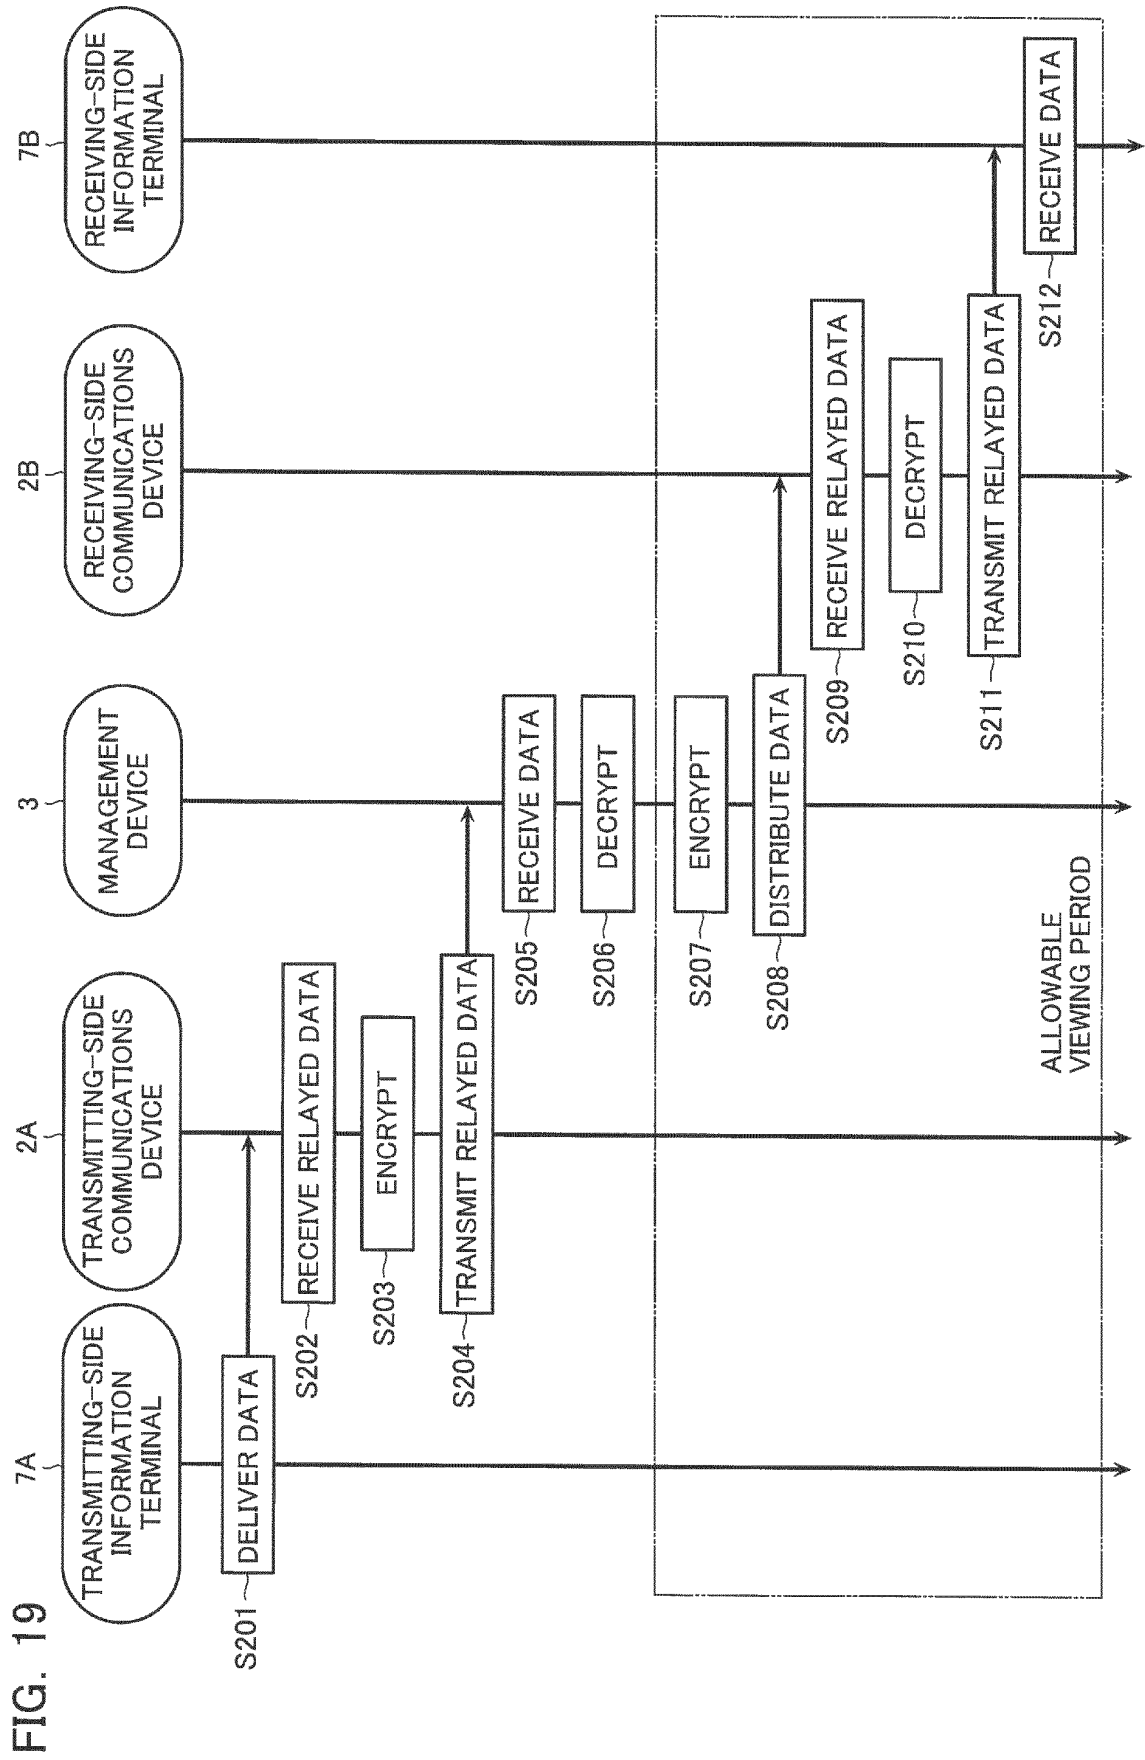 FIG. 19
7A
TRANSMITTING-SIDE
INFORMATION
TERMINAL
2A
TRANSMITTING-SIDE
COMMUNICATIONS
DEVICE
3
MANAGEMENT
DEVICE
2B
RECEIVING-SIDE
COMMUNICATIONS
DEVICE
7B
RECEIVING-SIDE
INFORMATION
TERMINAL
S201
DELIVER DATA
S202
RECEIVE RELAYED DATA
S203
ENCRYPT
S204
TRANSMIT RELAYED DATA
S205
RECEIVE DATA
S206
DECRYPT
S207
ENCRYPT
S208
DISTRIBUTE DATA
S209
RECEIVE RELAYED DATA
S210
DECRYPT
S211
TRANSMIT RELAYED DATA
S212
RECEIVE DATA
ALLOWABLE
VIEWING PERIOD